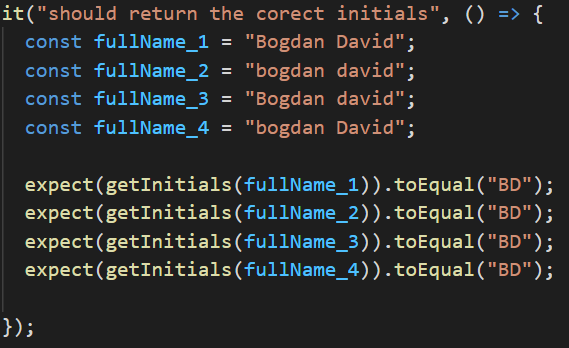 it("should return the corect initials", () => {
const fullName_1 = "Bogdan David";
const fullName_2 = "bogdan david";
const fullName_3 = "Bogdan david";
const fullName_4 = "bogdan David";
expect(getInitials(fullName_1)).toEqual("BD");
expect(getInitials(fullName_2)).toEqual("BD");
expect(getInitials(fullName_3)).toEqual("BD");
expect(getInitials(fullName_4)).toEqual("BD");
});